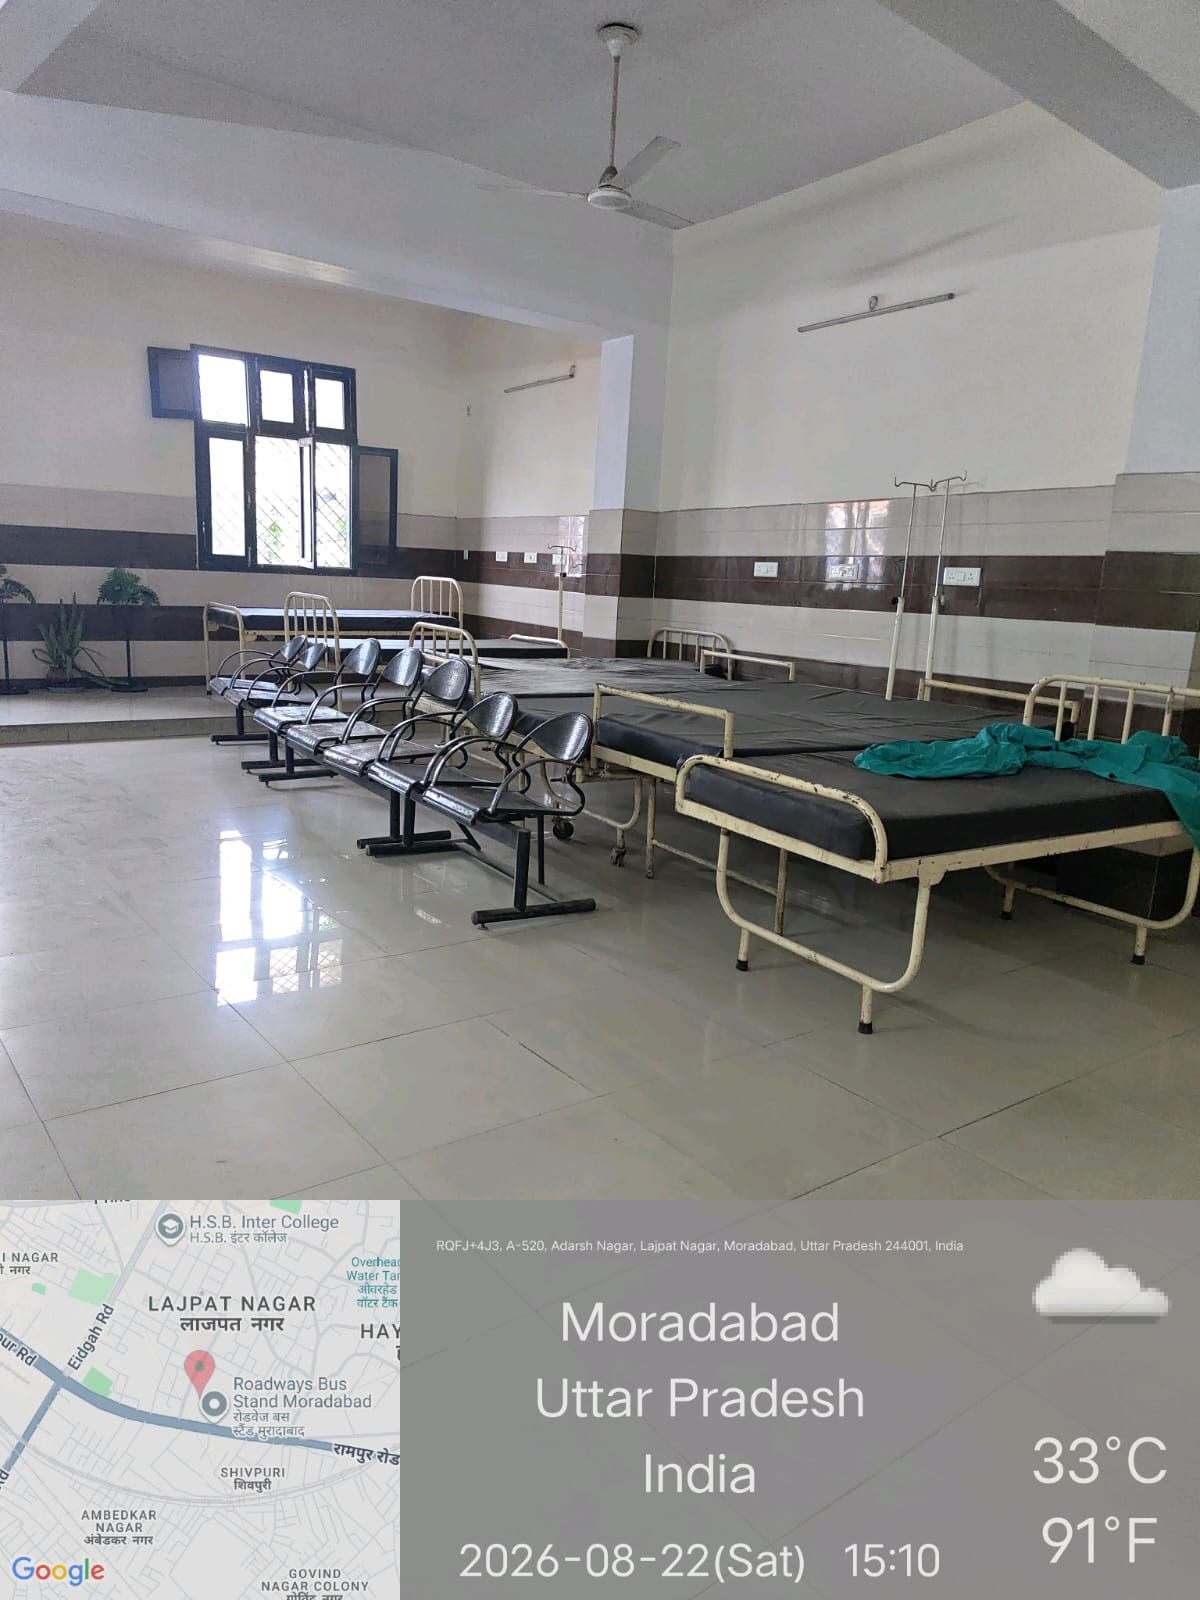 H.S.B. Inter College
H.S.B. इंटर कॉलेज
I NAGAR
नगर
Overhead
Water Tan
ओवरहेड
वॉटर टैंक
LAJPAT NAGAR
लाजपत नगर
HAY
Eidgah Rd
ur Rd
Roadways Bus
Stand Moradabad
रोडवेज बस
स्टैंड मुरादाबाद
रामपुर रोड
SHIVPURI
शिवपुरी
AMBEDKAR
NAGAR
अंबेडकर नगर
GOVIND
NAGAR COLONY
Google
RQFJ+4J3, A-520, Adarsh Nagar, Lajpat Nagar, Moradabad, Uttar Pradesh 244001, India
Moradabad
Uttar Pradesh
India
2026-08-22(Sat) 15:10
33°C
91°F